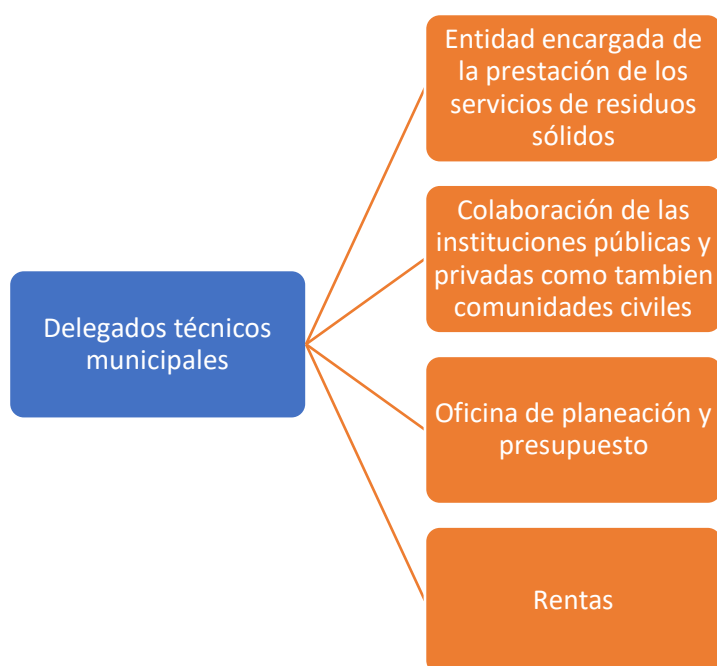 Entidad encargada de
la prestación de los
servicios de residuos
sólidos
Colaboración de las
instituciones públicas y
privadas como tambien
comunidades civiles
Delegados técnicos
municipales
Oficina de planeación y
presupuesto
Rentas